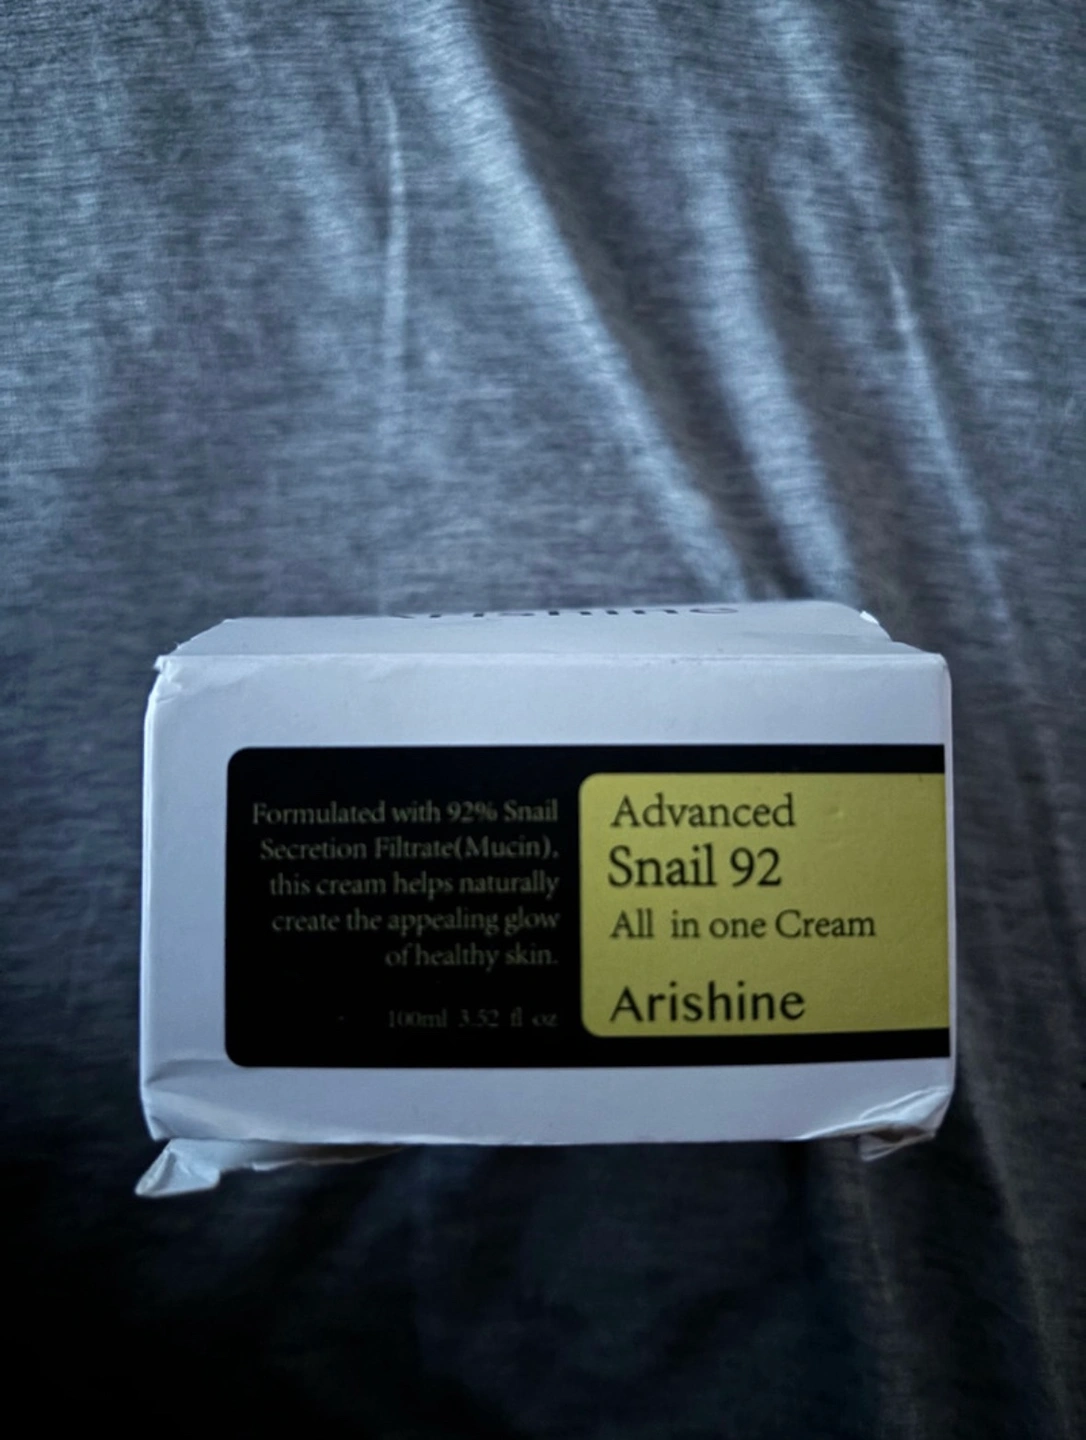 Arishine
Formulated with 92% Snail
Secretion Filtrate(Mucin),
this cream helps naturally
create the appealing glow
of healthy skin.
100ml 3.52 fl oz
Advanced
Snail 92
All in one Cream
Arishine